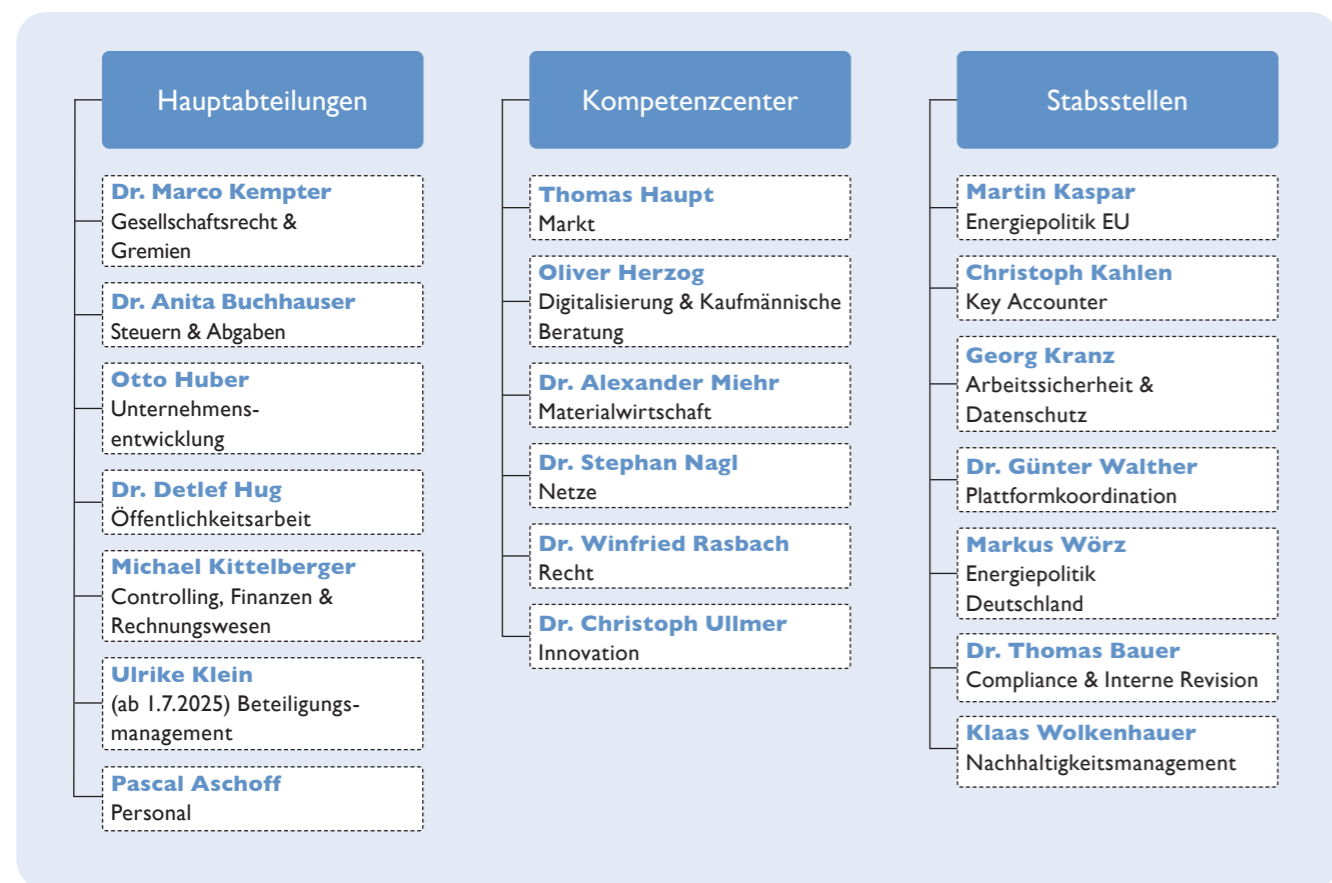 Hauptabteilungen
Dr. Marco Kempter
Gesellschaftsrecht &
Gremien
Dr. Anita Buchhauser
Steuern & Abgaben
Otto Huber
Unternehmens-
entwicklung
Dr. Detlef Hug
Öffentlichkeitsarbeit
Michael Kittelberger
Controlling, Finanzen &
Rechnungswesen
Ulrike Klein
(ab 1.7.2025) Beteiligungs-
management
Pascal Aschoff
Personal
Kompetenzcenter
Thomas Haupt
Markt
Oliver Herzog
Digitalisierung & Kaufmännische
Beratung
Dr. Alexander Miehr
Materialwirtschaft
Dr. Stephan Nagl
Netze
Dr. Winfried Rasbach
Recht
Dr. Christoph Ullmer
Innovation
Stabsstellen
Martin Kaspar
Energiepolitik EU
Christoph Kahlen
Key Accounter
Georg Kranz
Arbeitssicherheit &
Datenschutz
Dr. Günter Walther
Plattformkoordination
Markus Wörz
Energiepolitik
Deutschland
Dr. Thomas Bauer
Compliance & Interne Revision
Klaas Wolkenhauer
Nachhaltigkeitsmanagement